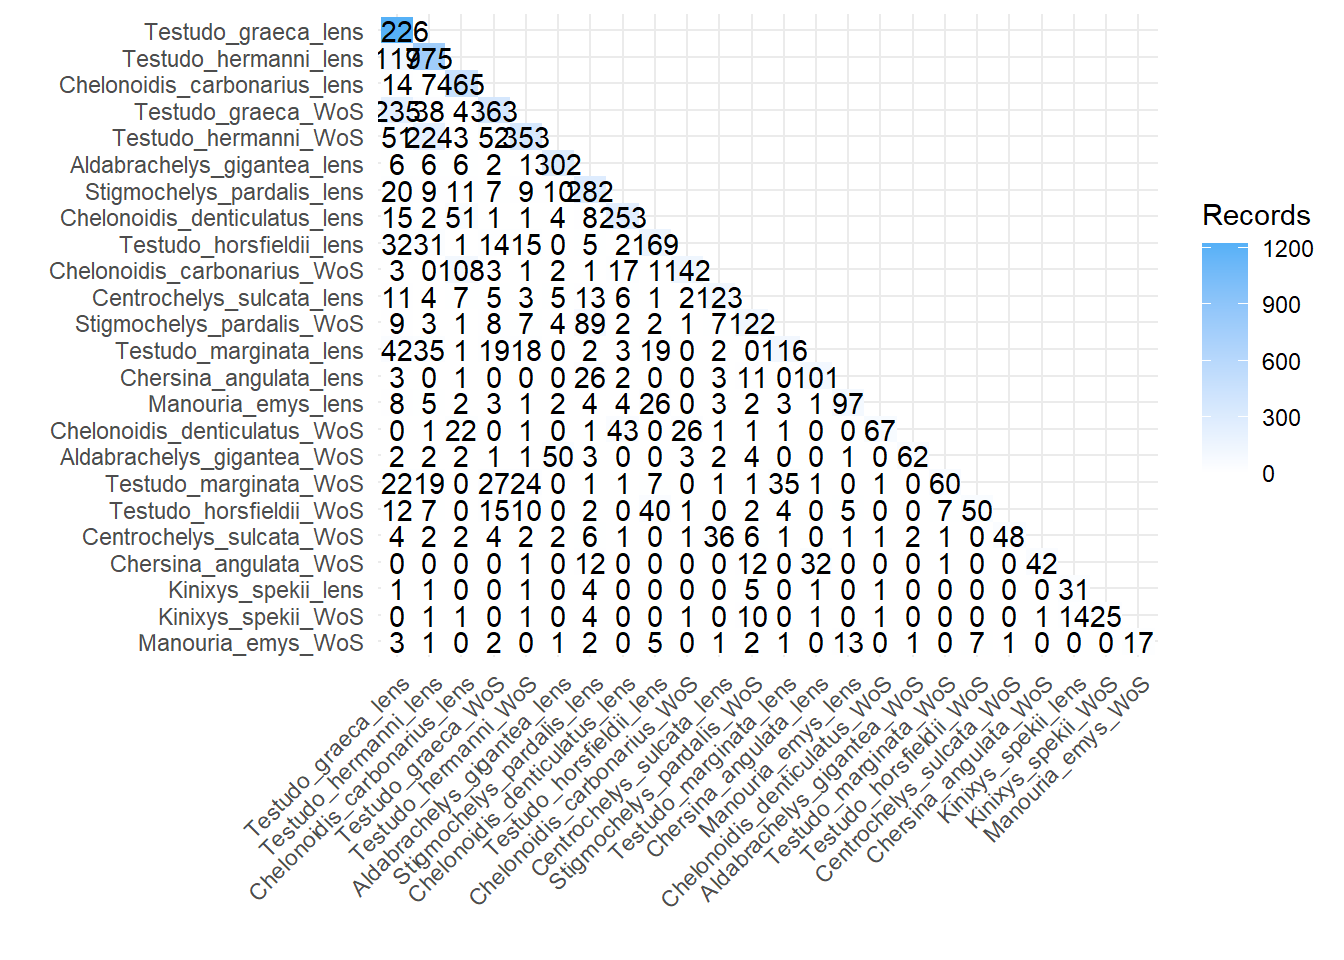 Testudo_graeca_lens 226
Testudo_hermanni_lens
Chelonoidis_carbonarius_lens 14 7 465
Testudo_graeca_WoS 235 38 4 363
Testudo_hermanni_WoS 51 224 3 52 353
Aldabrachelys_gigantea_lens 6 6 6 2 1 302
Stigmochelys_pardalis_lens 20 9 11 7 9 10 282
Chelonoidis_denticulatus_lens 15 2 51 1 1 4 8 253
Testudo_horsfieldii_lens 32 31 1 14 15 0 5 2 169
Chelonoidis_carbonarius_WoS 3 0 108 3 1 2 1 17 1 142
Centrochelys_sulcata_lens 11 4 7 5 3 5 13 6 1 2 123
Stigmochelys_pardalis_WoS 9 3 1 8 7 4 89 2 2 1 7 122
Testudo_marginata_lens 42 35 1 19 18 0 2 3 19 0 2 0 116
Chersina_angulata_lens 3 0 1 0 0 0 26 2 0 0 3 11 0 101
Manouria_emys_lens 8 5 2 3 1 2 4 4 26 0 3 2 3 1 97
Chelonoidis_denticulatus_WoS 0 1 22 0 1 0 1 43 0 26 1 1 1 0 0 67
Aldabrachelys_gigantea_WoS 2 2 2 1 1 50 3 0 0 3 2 4 0 0 1 0 62
Testudo_marginata_WoS 22 19 0 27 24 0 1 1 7 0 1 1 35 1 0 1 0 60
Testudo_horsfieldii_WoS 12 7 0 15 10 0 2 0 40 1 0 2 4 0 5 0 0 7 50
Centrochelys_sulcata_WoS 4 2 2 4 2 2 6 1 0 1 36 6 1 0 1 1 2 1 0 48
Chersina_angulata_WoS 0 0 0 0 1 0 12 0 0 0 0 12 0 32 0 0 0 1 0 0 42
Kinixys_spekii_lens 1 1 0 0 1 0 4 0 0 0 0 5 0 1 0 1 0 0 0 0 0 31
Kinixys_spekii_WoS 0 1 1 0 1 0 4 0 0 1 0 10 0 1 0 1 0 0 0 0 1 14 25
Manouria_emys_WoS 3 1 0 2 0 1 2 0 5 0 1 2 1 0 13 0 1 0 7 1 0 0 0 17
Testudo_graeca_lens
Testudo_hermanni_lens
Chelonoidis_carbonarius_lens
Testudo_graeca_WoS
Testudo_hermanni_WoS
Aldabrachelys_gigantea_lens
Stigmochelys_pardalis_lens
Chelonoidis_denticulatus_lens
Testudo_horsfieldii_lens
Chelonoidis_carbonarius_WoS
Centrochelys_sulcata_lens
Stigmochelys_pardalis_WoS
Testudo_marginata_lens
Chersina_angulata_lens
Manouria_emys_lens
Chelonoidis_denticulatus_WoS
Aldabrachelys_gigantea_WoS
Testudo_marginata_WoS
Testudo_horsfieldii_WoS
Centrochelys_sulcata_WoS
Chersina_angulata_WoS
Kinixys_spekii_lens
Kinixys_spekii_WoS
Manouria_emys_WoS
Records
1200
900
600
300
0